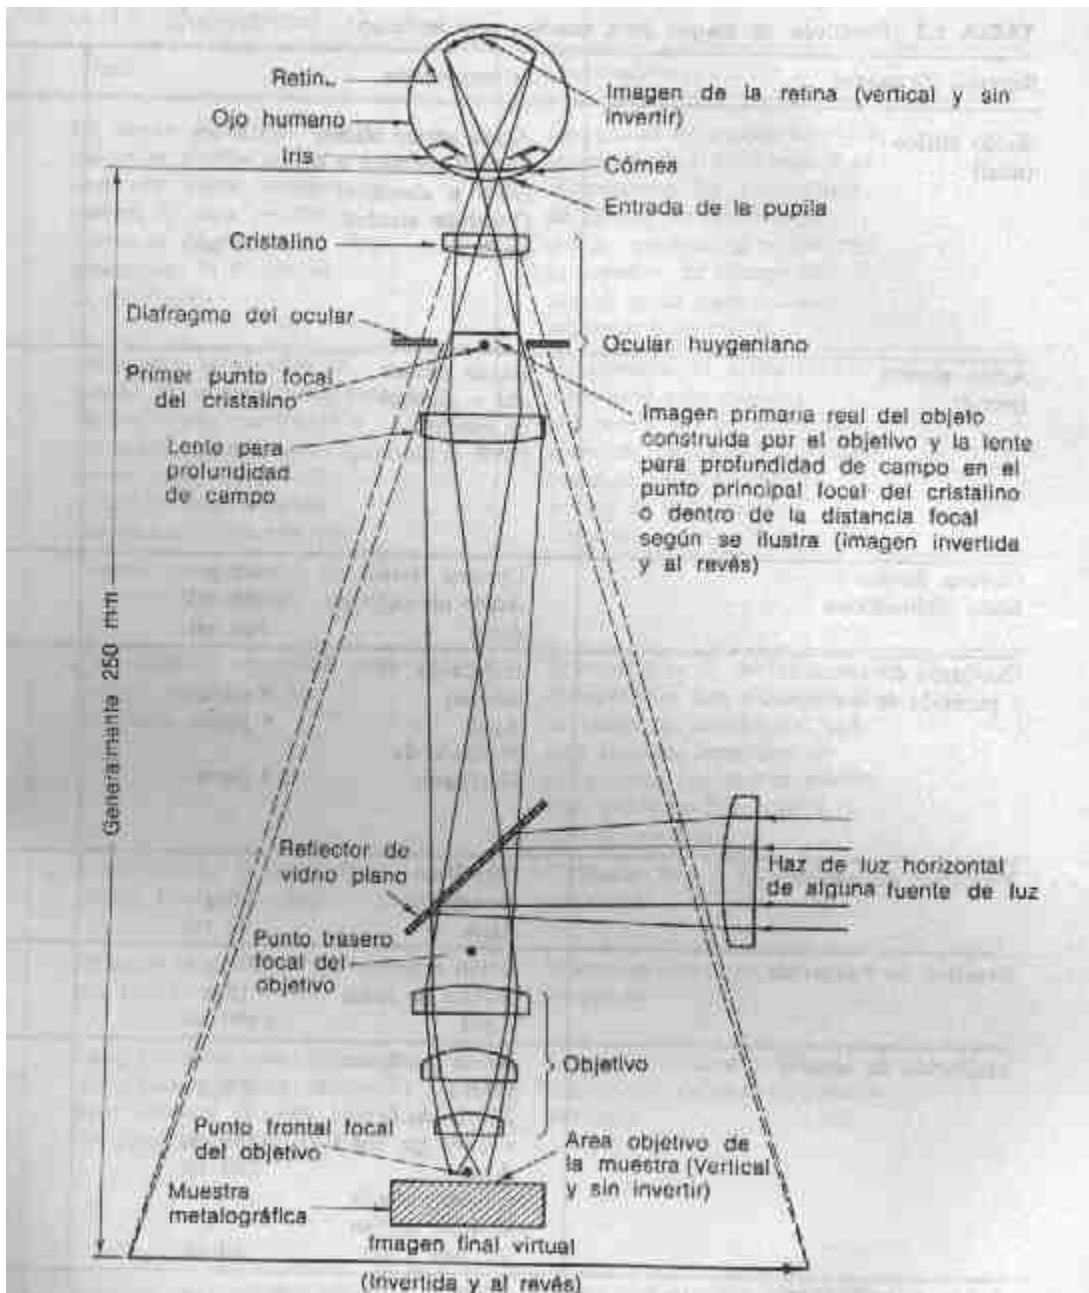 Ojo humano
Iris
Imagen de la retina (vertical y sin
invertir)
Córnea
Entrada de la pupila
Cristalino
Diafragma del ocular
Primer punto focal
del cristalino
Lente para
profundidad
de campo
Ocular huygeniano
Imagen primaria real del objeto
construida por el objetivo y la lente
para profundidad de campo en el
punto principal focal del cristalino
o dentro de la distancia focal
según se ilustra (imagen invertida
y al revés)
Generalmente 250 mm
Reflector de
vidrio plano
Haz de luz horizontal
de alguna fuente de luz
Punto trasero
focal del
objetivo
Objetivo
Punto frontal focal
del objetivo
Area objetivo de
la muestra (Vertical
y sin invertir)
Muestra
metalográfica
Imagen final virtual
(Invertida y al revés)